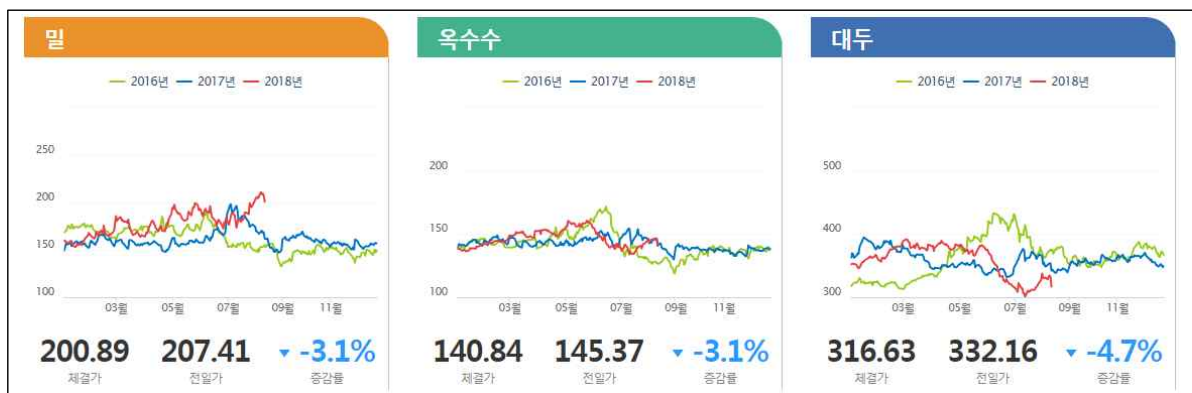 밀
2016년 2017년 2018년
250
200
150
100
03월 05월 07월 09월 11월
200.89 207.41 ▼ -3.1%
체결가 전일가 증감률
옥수수
2016년 2017년 2018년
200
150
100
03월 05월 07월 09월 11월
140.84 145.37 ▼ -3.1%
체결가 전일가 증감률
대두
2016년 2017년 2018년
500
400
300
03월 05월 07월 09월 11월
316.63 332.16 ▼ -4.7%
체결가 전일가 증감률